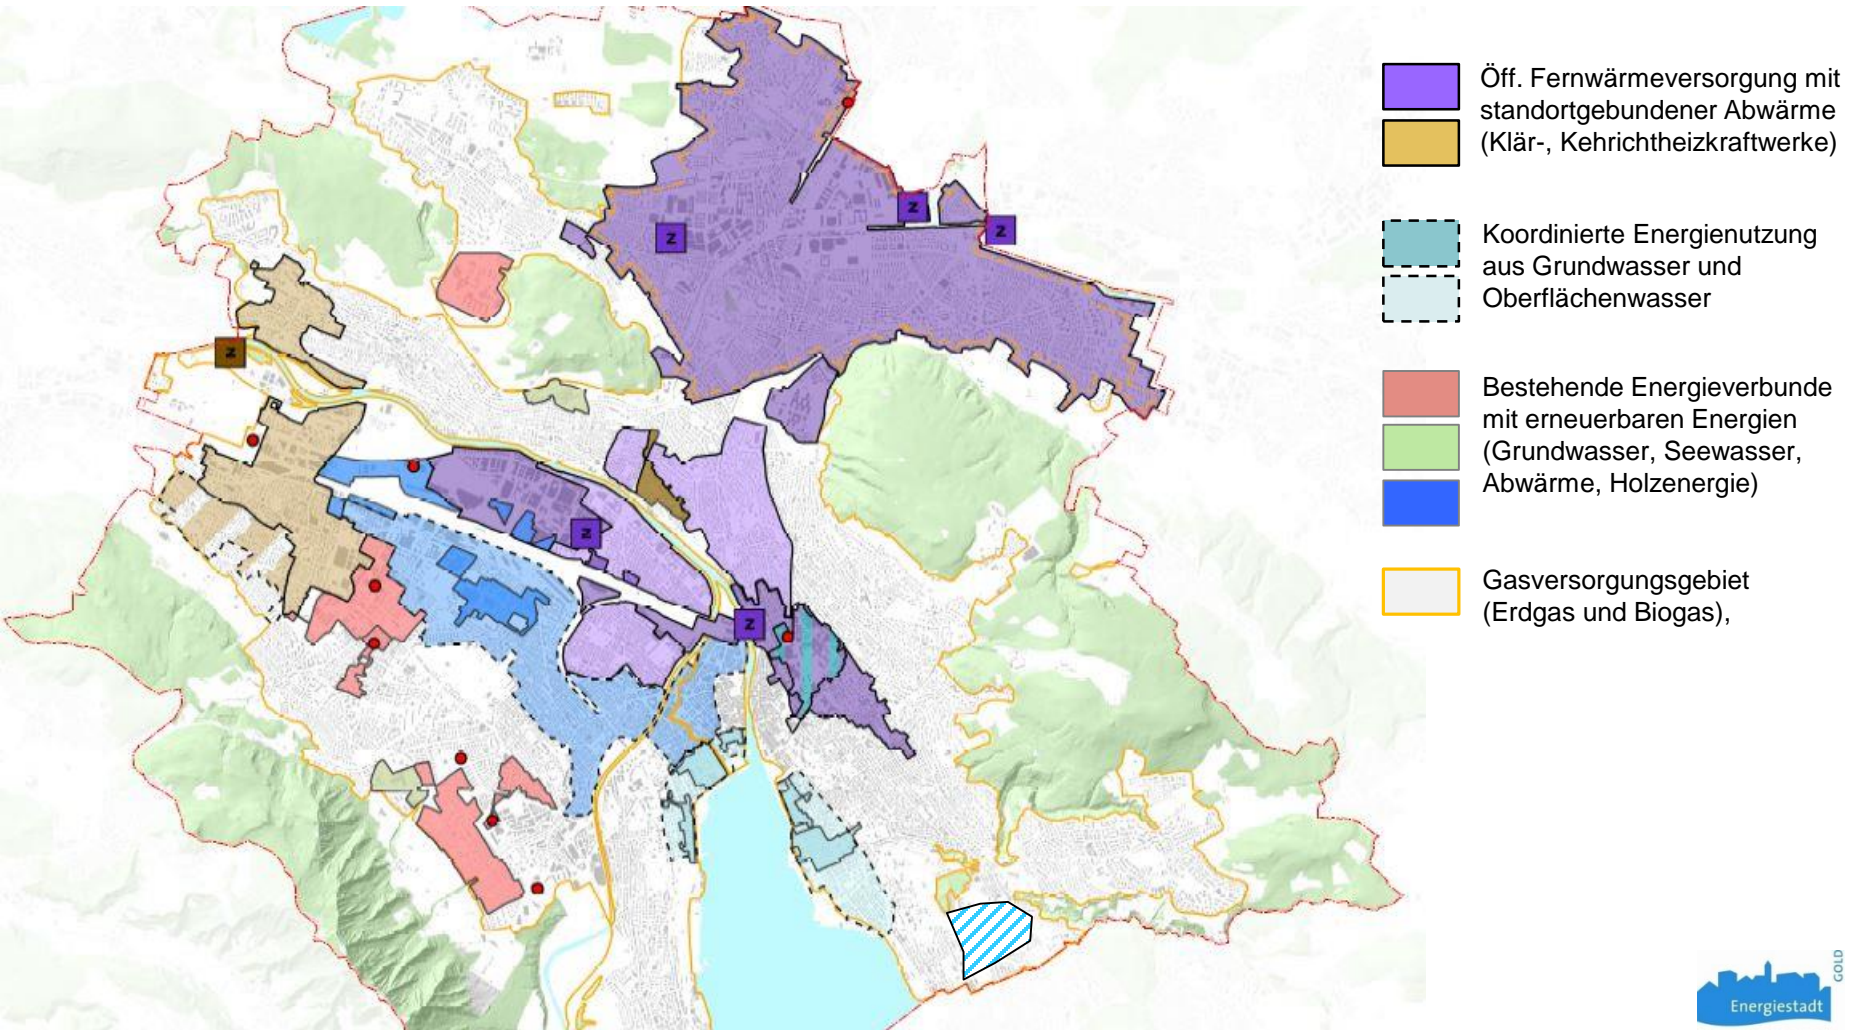 Öff. Fernwärmeversorgung mit
standortgebundener Abwärme
(Klär-, Kehrichtheizkraftwerke)
Koordinierte Energienutzung
aus Grundwasser und
Oberflächenwasser
Bestehende Energieverbunde
mit erneuerbaren Energien
(Grundwasser, Seewasser,
Abwärme, Holzenergie)
Gasversorgungsgebiet
(Erdgas und Biogas),
Z
Z
Z
Z
Z
Z
Energiestadt
GOLD